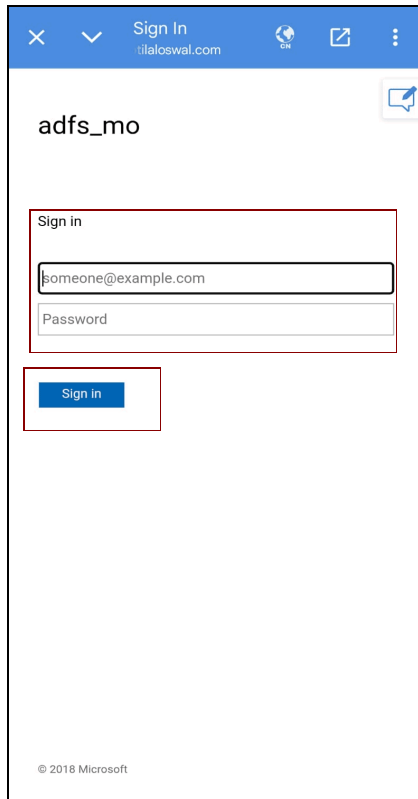 Sign In
tilaloswal.com
CN
adfs_mo
Sign in
someone@example.com
Password
Sign in
© 2018 Microsoft